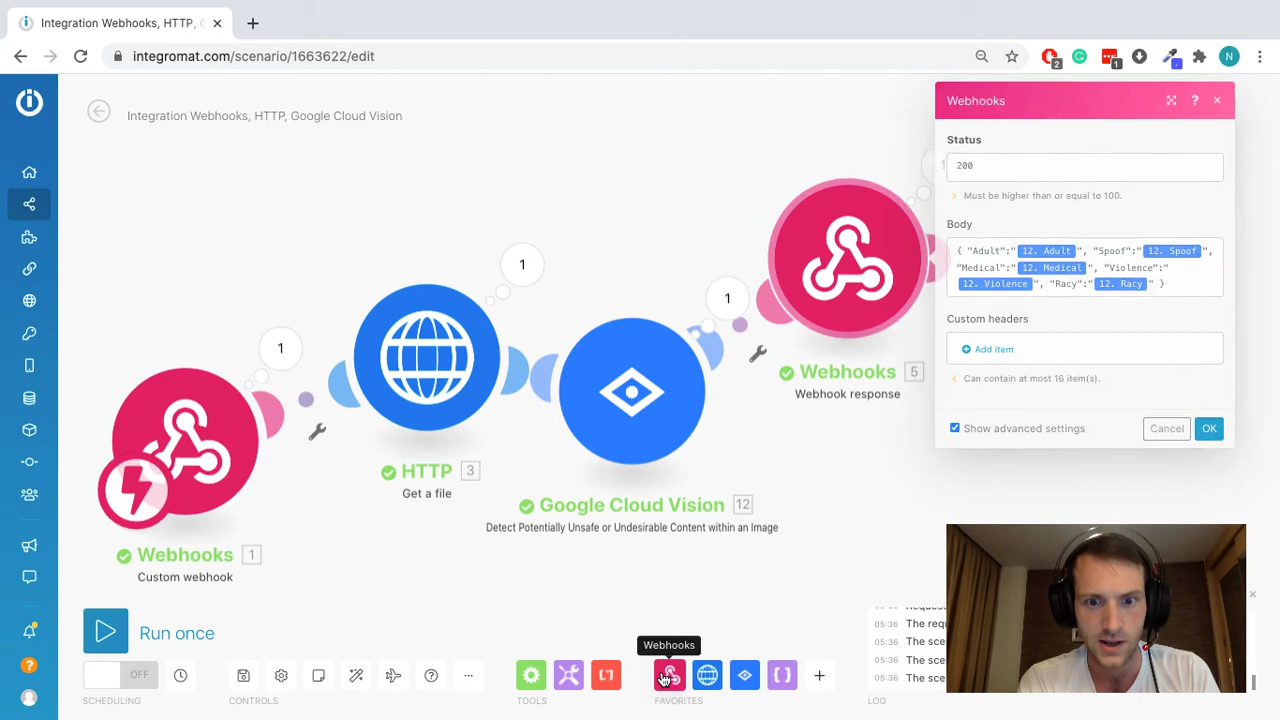 Integration Webhooks, HTTP, G
integromat.com/scenario/1663622/edit
2
1
N
Integration Webhooks, HTTP, Google Cloud Vision
Webhooks
Status
200
Must be higher than or equal to 100.
Body
{ "Adult":" 12. Adult ", "Spoof":" 12. Spoof ",
"Medical":" 12. Medical ", "Violence":"
12. Violence ", "Racy":" 12. Racy " }
Custom headers
Add item
Can contain at most 16 item(s).
Show advanced settings
Cancel
OK
1
1
1
1
Webhooks 5
Webhook response
HTTP 3
Get a file
Google Cloud Vision 12
Detect Potentially Unsafe or Undesirable Content within an Image
Webhooks 1
Custom webhook
Run once
Webhooks
05:36 The requ
05:36 The sce
05:36 The sce
05:36 The sce
OFF
SCHEDULING
CONTROLS
TOOLS
FAVORITES
LOG